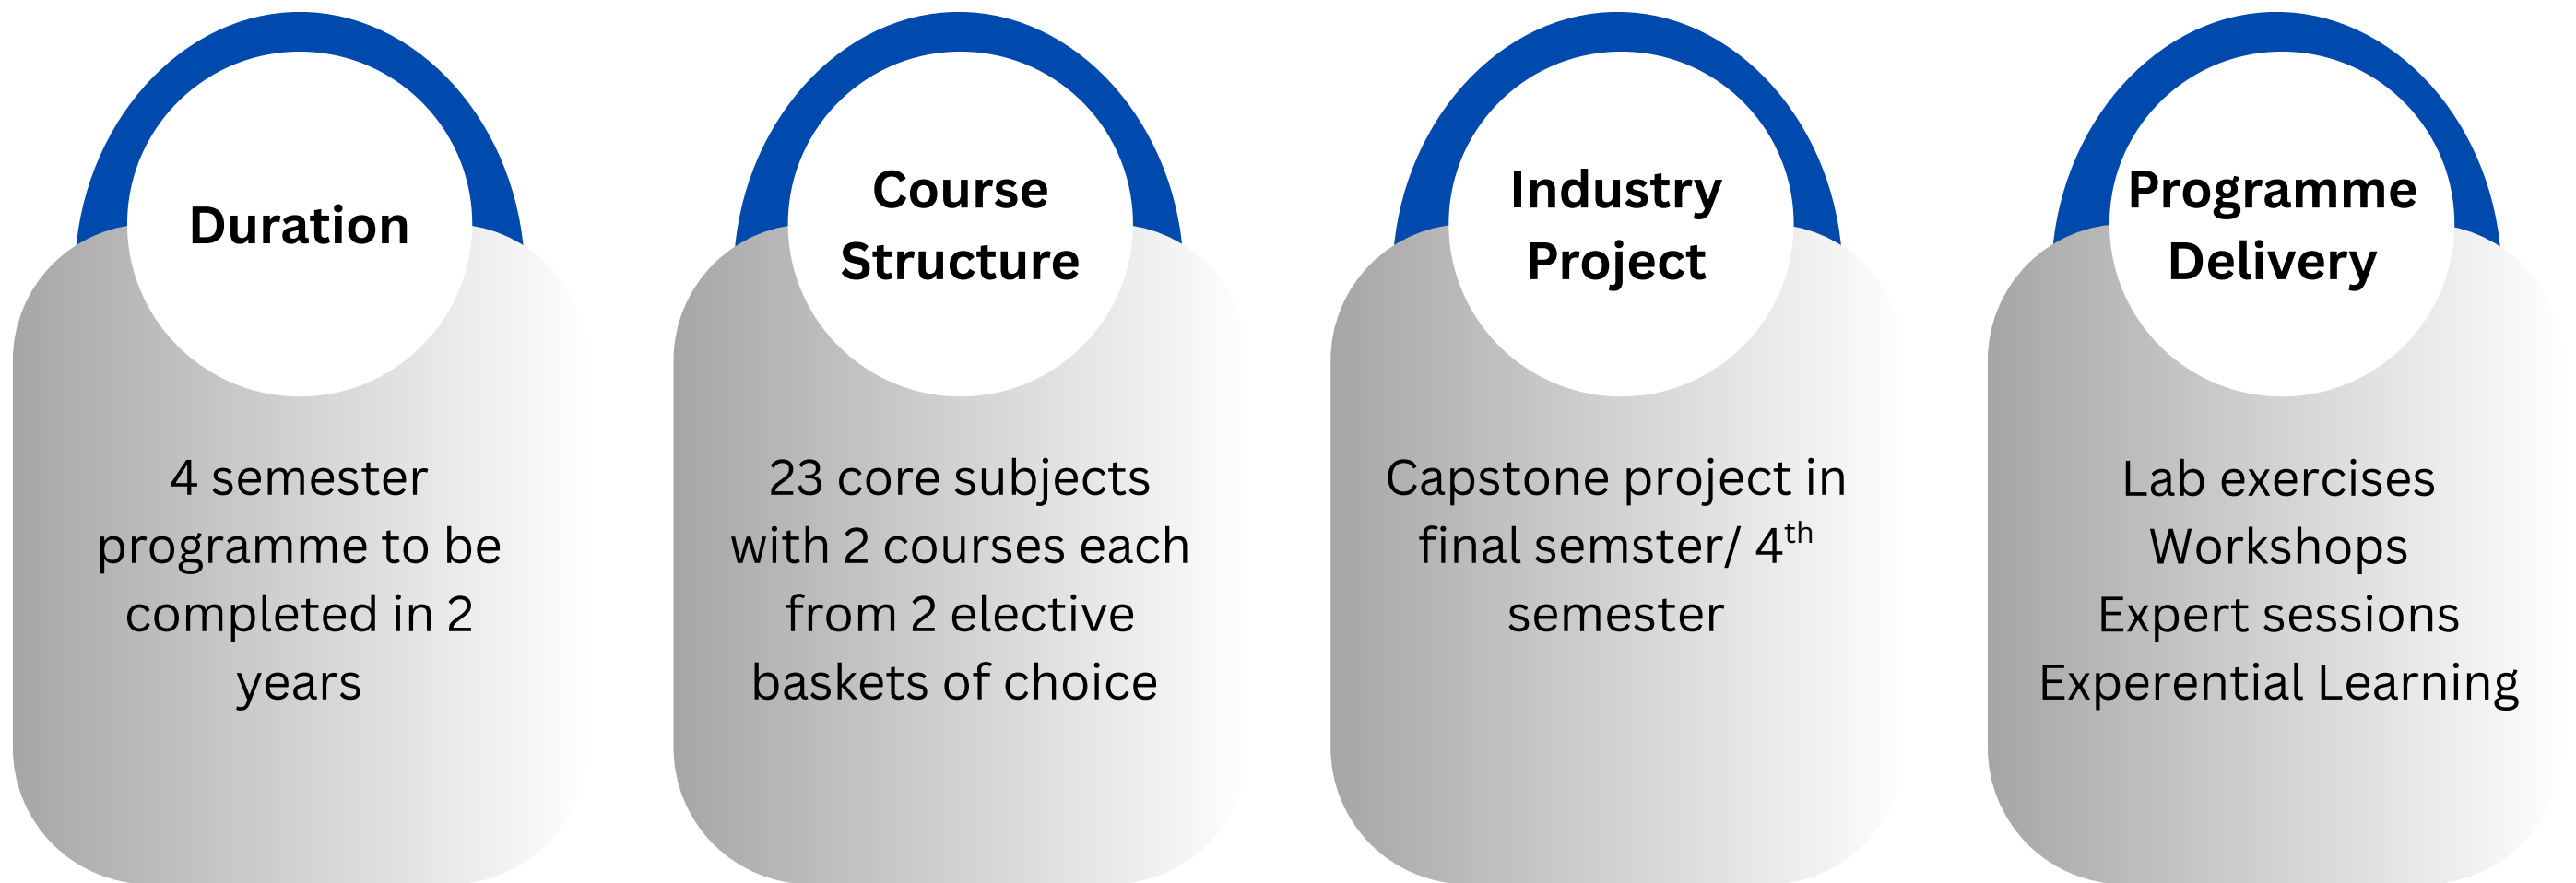 Duration
4 semester
programme to be
completed in 2
years
Course
Structure
23 core subjects
with 2 courses each
from 2 elective
baskets of choice
Industry
Project
Capstone project in
final semster/ 4th
semester
Programme
Delivery
Lab exercises
Workshops
Expert sessions
Experential Learning